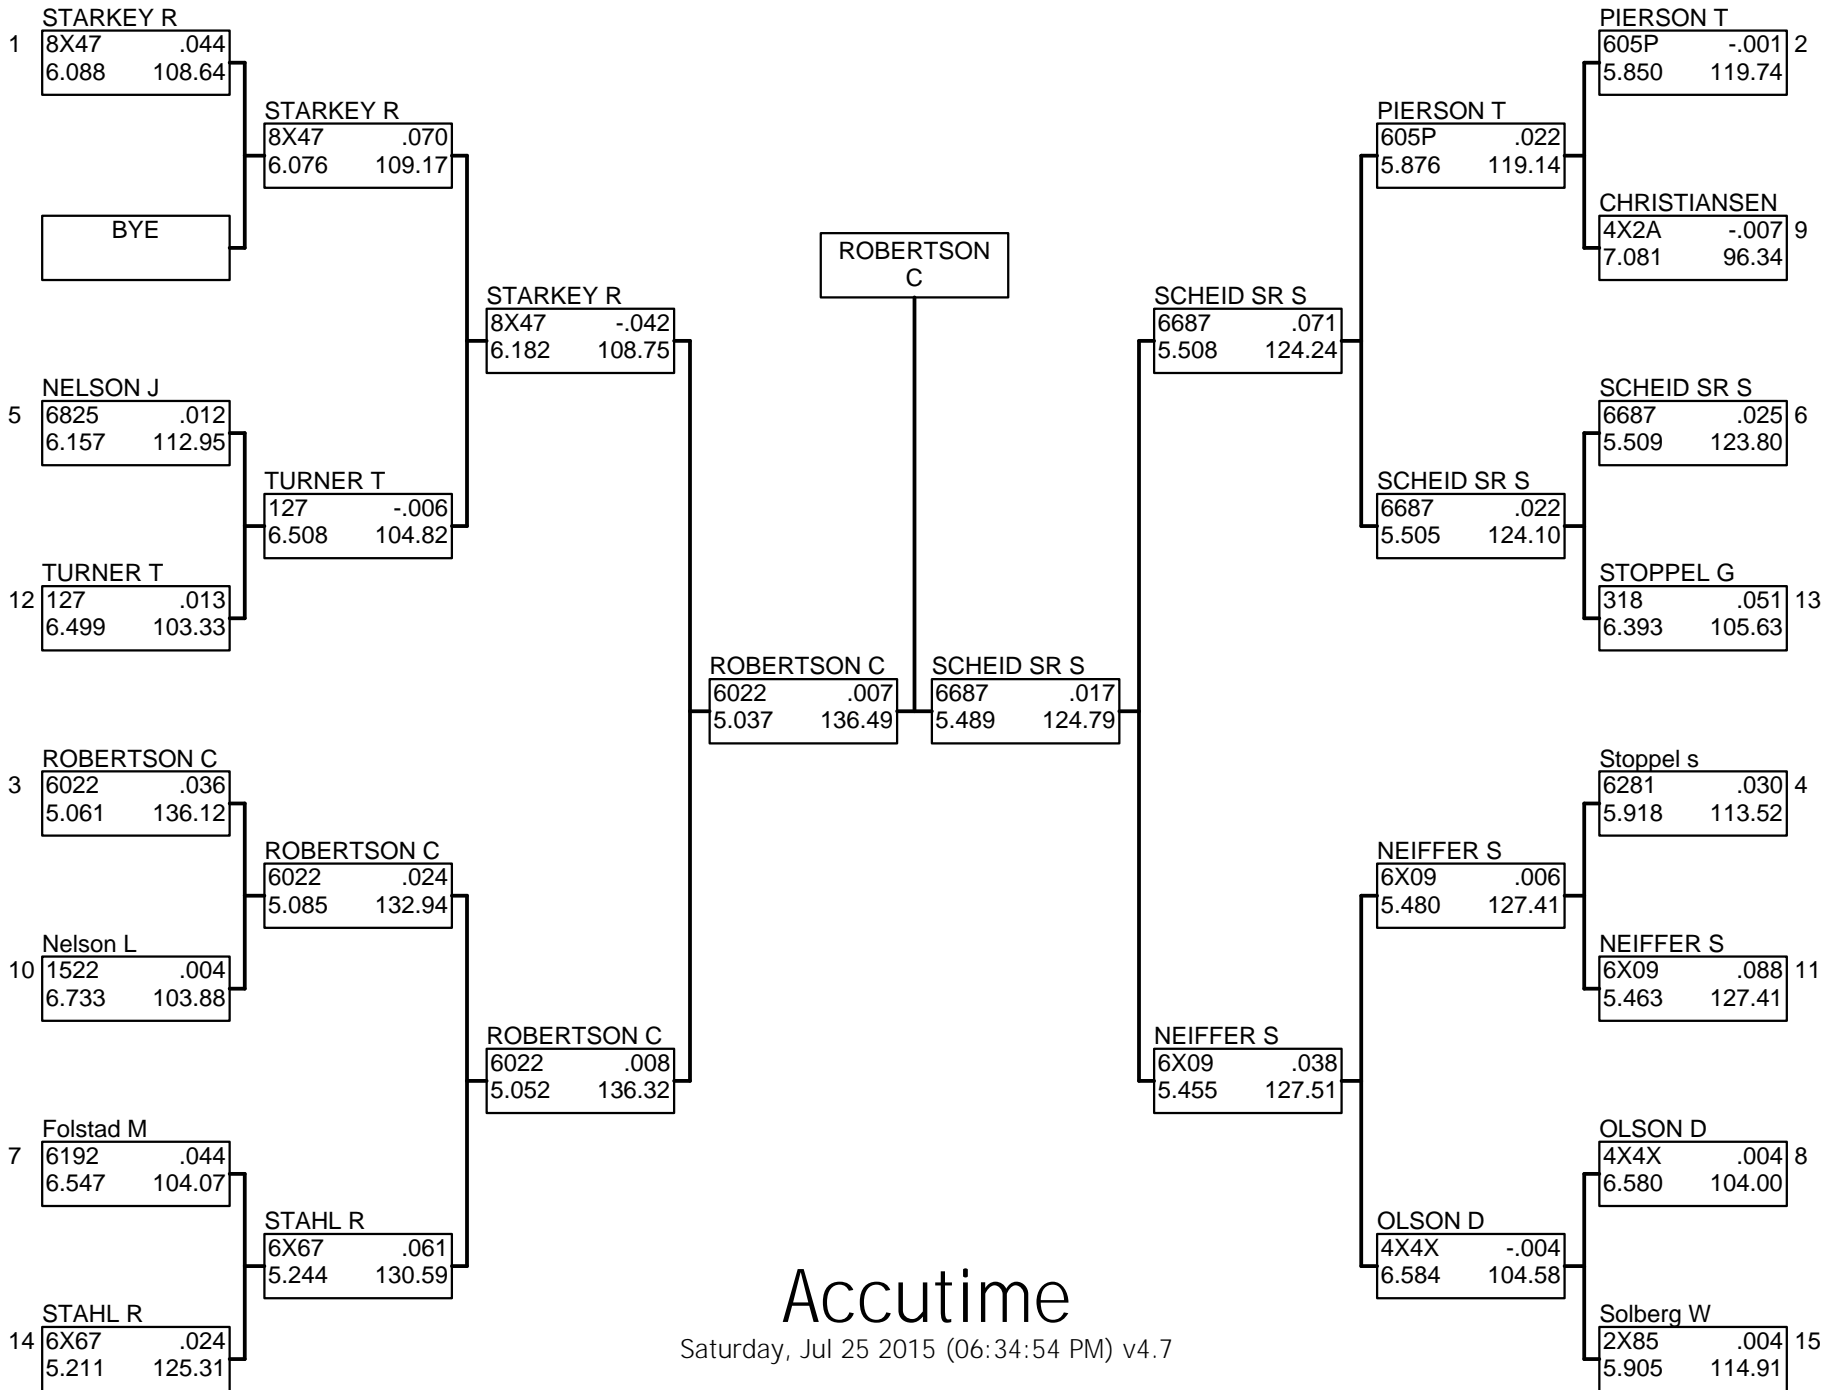 STARKEY R
1 8X47 .044
6.088 108.64
BYE
NELSON J
5 6825 .012
6.157 112.95
TURNER T
12 127 .013
6.499 103.33
ROBERTSON C
3 6022 .036
5.061 136.12
Nelson L
10 1522 .004
6.733 103.88
Folstad M
7 6192 .044
6.547 104.07
STAHL R
14 6X67 .024
5.211 125.31
STARKEY R
8X47 .070
6.076 109.17
TURNER T
127 -.006
6.508 104.82
ROBERTSON C
6022 .024
5.085 132.94
STAHL R
6X67 .061
5.244 130.59
STARKEY R
8X47 -.042
6.182 108.75
ROBERTSON C
6022 .008
5.052 136.32
ROBERTSON C
6022 .007
5.037 136.49
ROBERTSON
C
SCHEID SR S
6687 .017
5.489 124.79
SCHEID SR S
6687 .071
5.508 124.24
NEIFFER S
6X09 .038
5.455 127.51
PIERSON T
605P .022
5.876 119.14
SCHEID SR S
6687 .022
5.505 124.10
NEIFFER S
6X09 .006
5.480 127.41
OLSON D
4X4X -.004
6.584 104.58
PIERSON T
605P -.001 2
5.850 119.74
CHRISTIANSEN
4X2A -.007 9
7.081 96.34
SCHEID SR S
6687 .025 6
5.509 123.80
STOPPEL G
318 .051 13
6.393 105.63
Stoppel s
6281 .030 4
5.918 113.52
NEIFFER S
6X09 .088 11
5.463 127.41
OLSON D
4X4X .004 8
6.580 104.00
Solberg W
2X85 .004 15
5.905 114.91
Accutime
Saturday, Jul 25 2015 (06:34:54 PM) v4.7